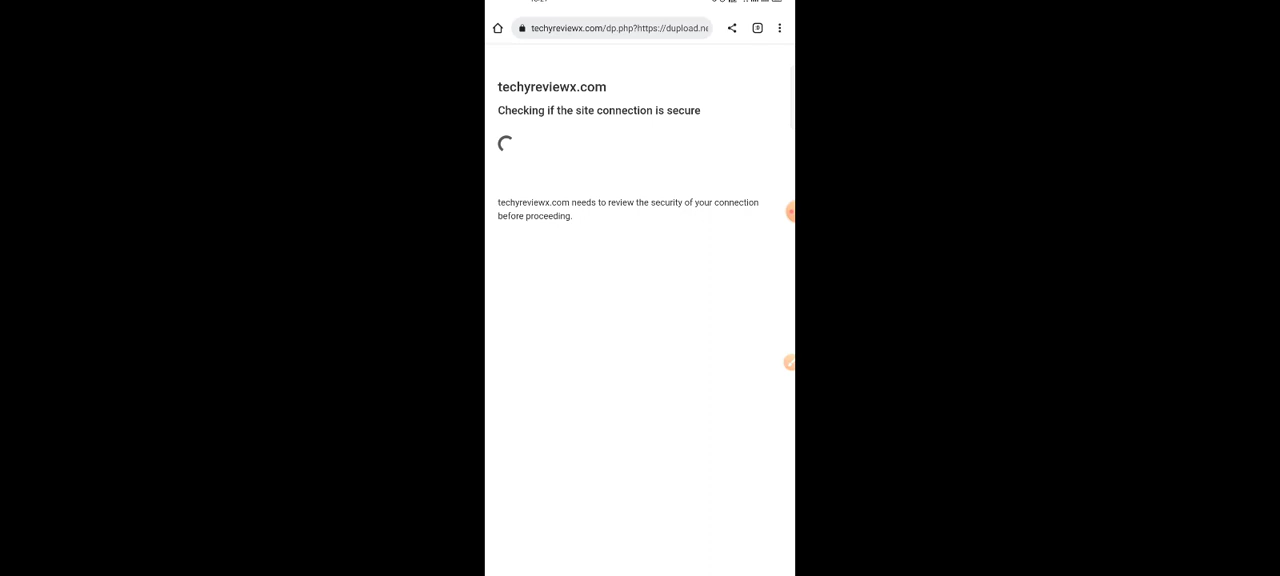 techyreviewx.com/dp.php?https://dupload.ne
techyreviewx.com
Checking if the site connection is secure
techyreviewx.com needs to review the security of your connection
before proceeding.